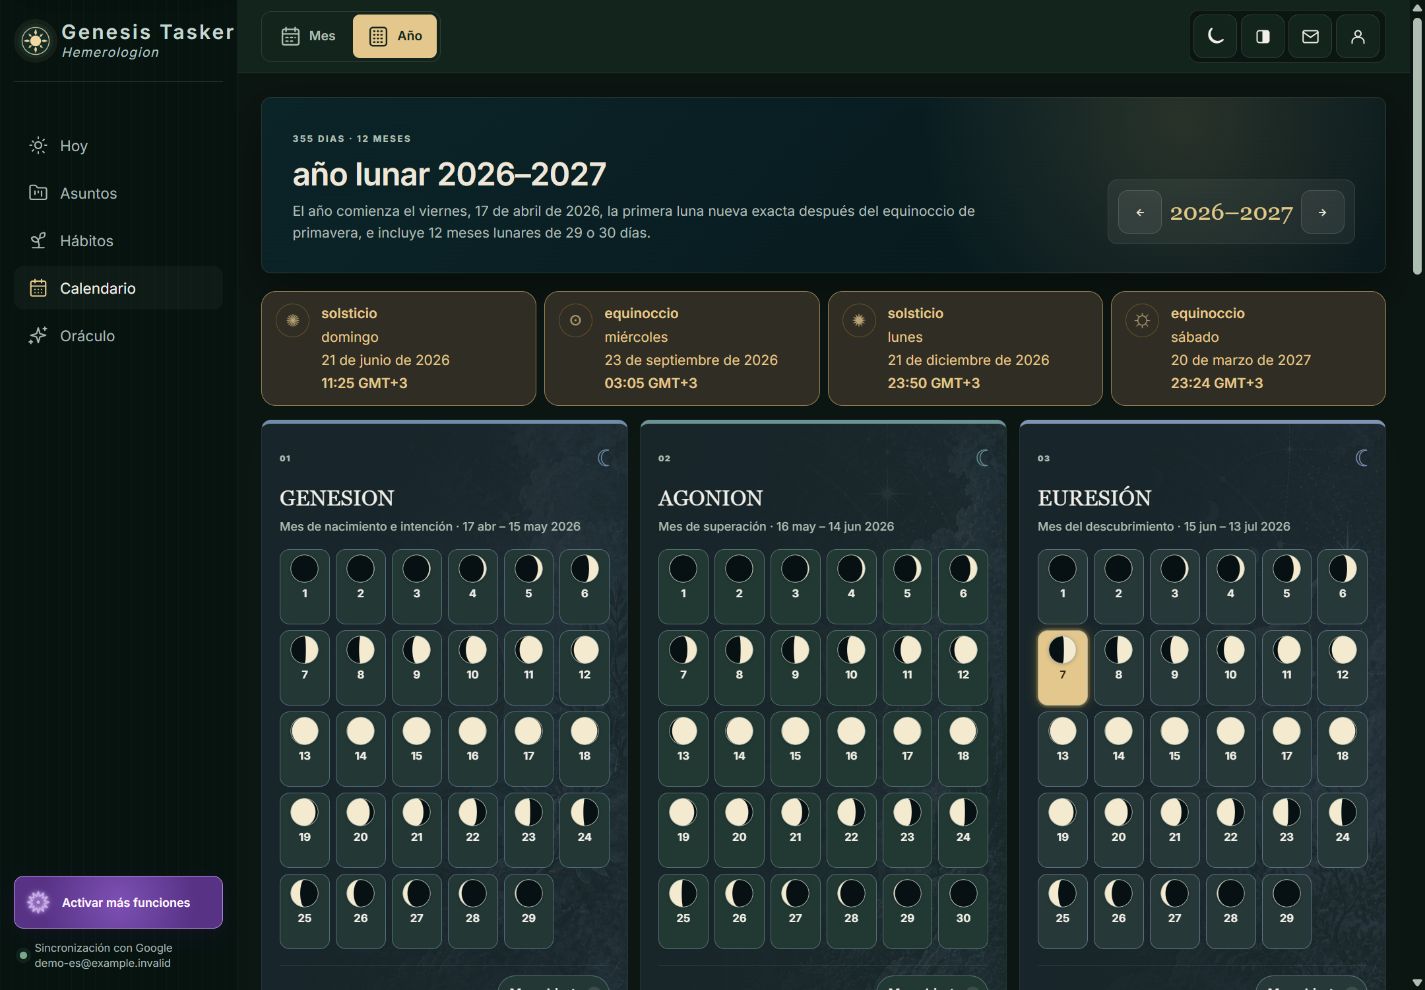 Genesis Tasker
Hemerologion
Hoy
Asuntos
Hábitos
Calendario
Oráculo
Activar más funciones
Sincronización con Google
demo-es@example.invalid
Mes
Año
355 DIAS · 12 MESES
año lunar 2026–2027
El año comienza el viernes, 17 de abril de 2026, la primera luna nueva exacta después del equinoccio de
primavera, e incluye 12 meses lunares de 29 o 30 días.
← 2026–2027 →
solsticio
domingo
21 de junio de 2026
11:25 GMT+3
equinoccio
miércoles
23 de septiembre de 2026
03:05 GMT+3
solsticio
lunes
21 de diciembre de 2026
23:50 GMT+3
equinoccio
sábado
20 de marzo de 2027
23:24 GMT+3
01
GENESION
Mes de nacimiento e intención · 17 abr – 15 may 2026
1 2 3 4 5 6
7 8 9 10 11 12
13 14 15 16 17 18
19 20 21 22 23 24
25 26 27 28 29
02
AGONION
Mes de superación · 16 may – 14 jun 2026
1 2 3 4 5 6
7 8 9 10 11 12
13 14 15 16 17 18
19 20 21 22 23 24
25 26 27 28 29 30
03
EURESIÓN
Mes del descubrimiento · 15 jun – 13 jul 2026
1 2 3 4 5 6
7 8 9 10 11 12
13 14 15 16 17 18
19 20 21 22 23 24
25 26 27 28 29